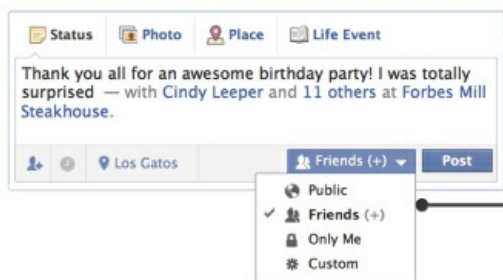 Status Photo Place Life Event
Thank you all for an awesome birthday party! I was totally
surprised — with Cindy Leeper and 11 others at Forbes Mill
Steakhouse.
Los Gatos Friends (+) Post
Public
Friends (+)
Only Me
Custom